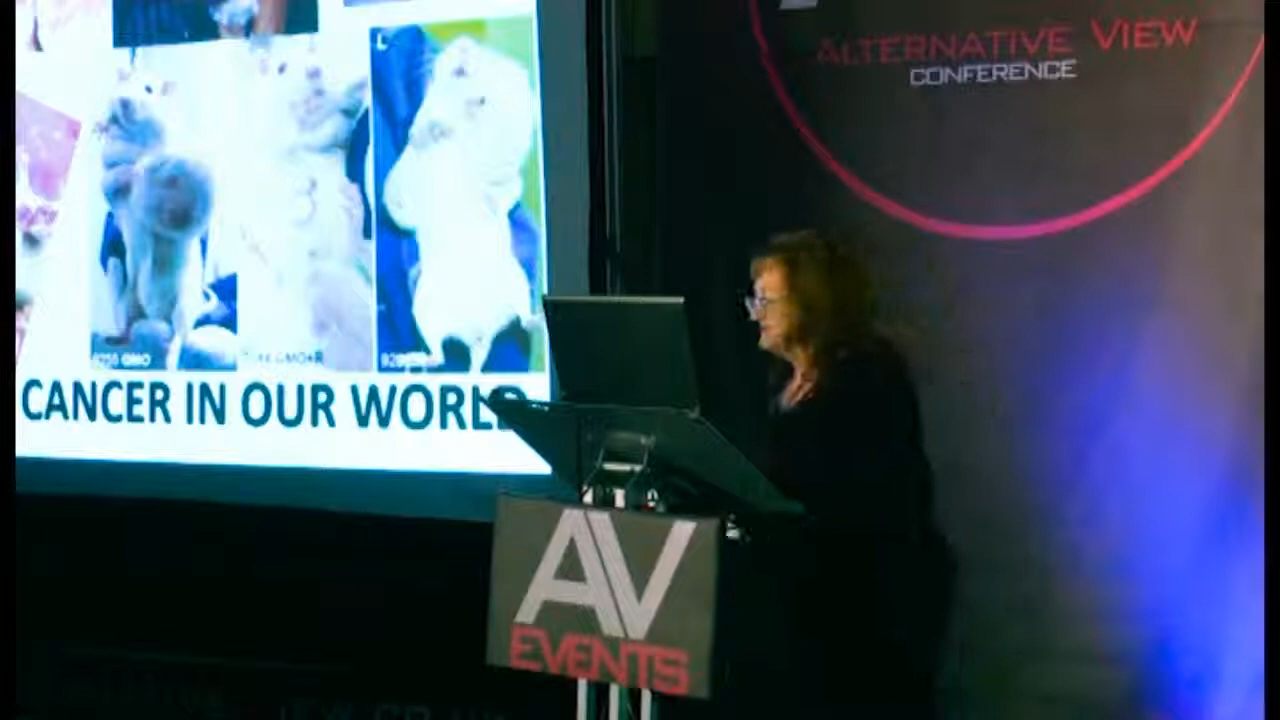 ALTERNATIVE VIEW
CONFERENCE
L
CANCER IN OUR WORLD
AV
EVENTS